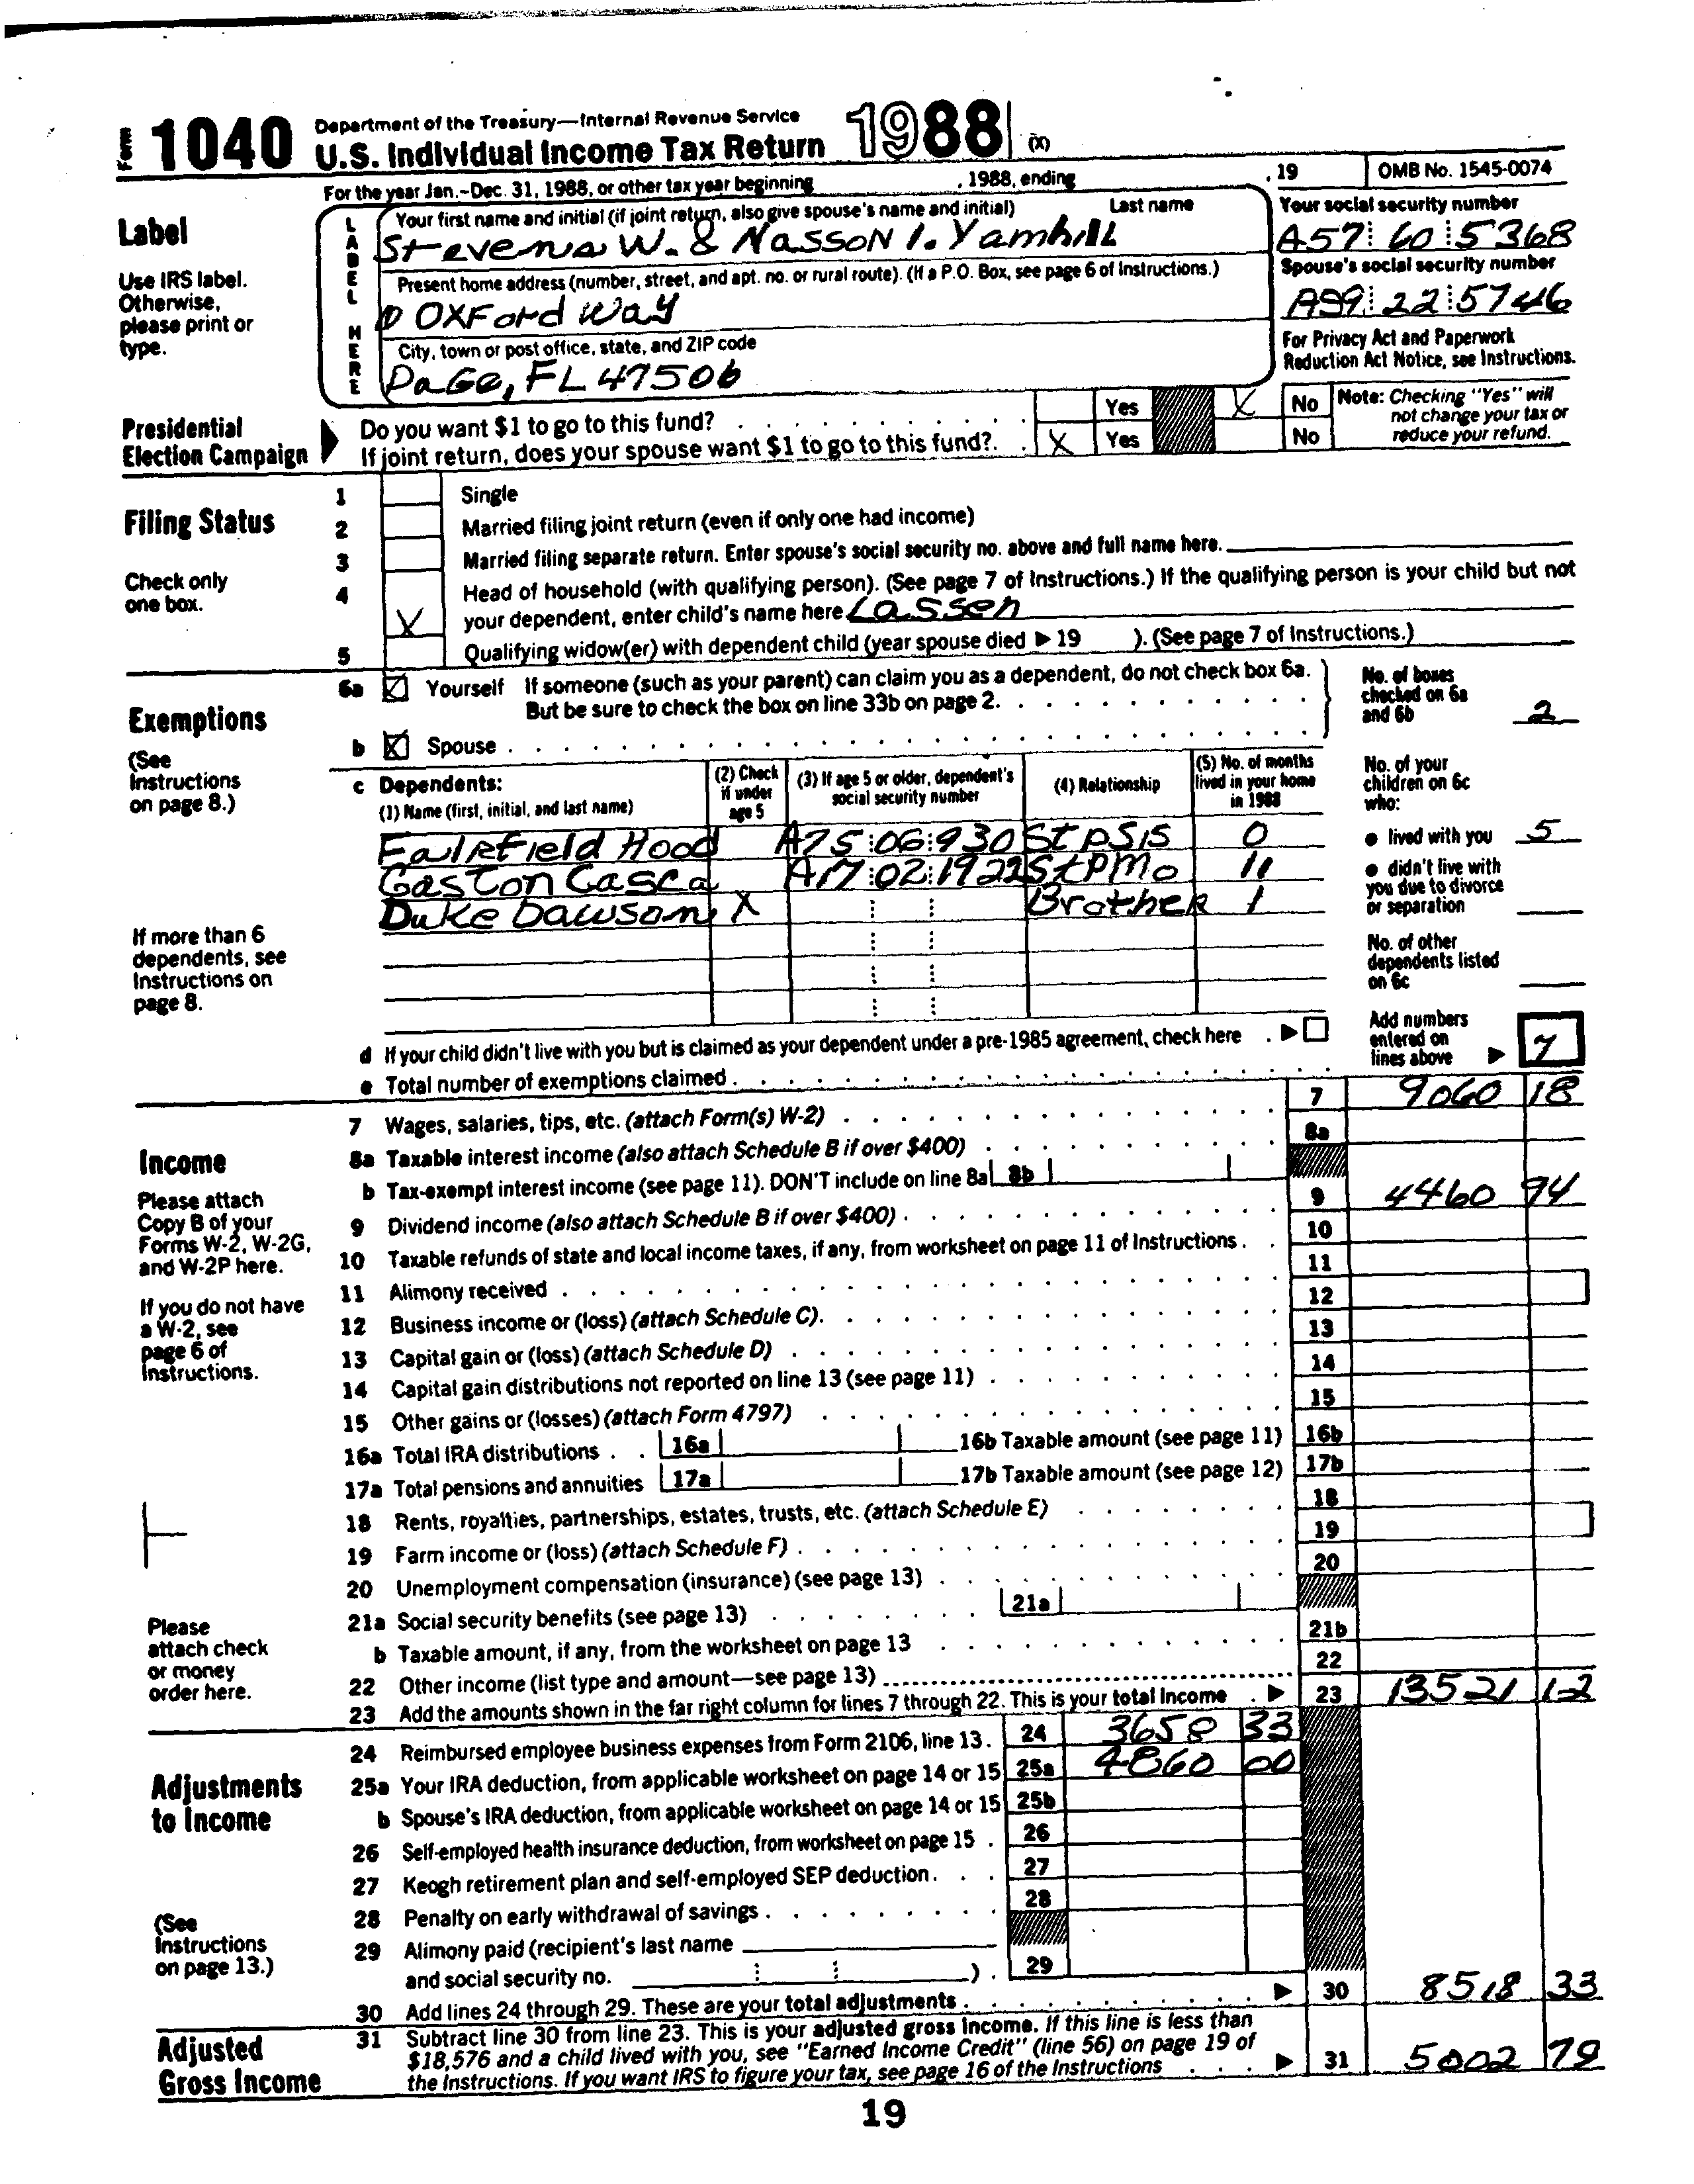 Form 1040 Department of the Treasury—Internal Revenue Service
U.S. Individual Income Tax Return 1988 (X)
For the year Jan.-Dec. 31, 1988, or other tax year beginning , 1988, ending , 19 OMB No. 1545-0074
Label
Use IRS label.
Otherwise,
please print or
type.
LABEL HERE
Your first name and initial (if joint return, also give spouse's name and initial) Last name
Stevens W. & Nasson I. Yamhill
Present home address (number, street, and apt. no. or rural route). (If a P.O. Box, see page 6 of Instructions.)
OXFord Way
City, town or post office, state, and ZIP code
PaGe, FL 47506
Your social security number
A57 60 5368
Spouse's social security number
A99 22 5746
For Privacy Act and Paperwork
Reduction Act Notice, see Instructions.
Presidential
Election Campaign
Do you want $1 to go to this fund? Yes X No
If joint return, does your spouse want $1 to go to this fund? X Yes No
Note: Checking "Yes" will
not change your tax or
reduce your refund.
Filing Status
Check only
one box.
1 Single
2 Married filing joint return (even if only one had income)
3 Married filing separate return. Enter spouse's social security no. above and full name here.
4 Head of household (with qualifying person). (See page 7 of Instructions.) If the qualifying person is your child but not
X your dependent, enter child's name here Lassen
5 Qualifying widow(er) with dependent child (year spouse died ▶ 19 ). (See page 7 of Instructions.)
Exemptions
(See
Instructions
on page 8.)
6a X Yourself If someone (such as your parent) can claim you as a dependent, do not check box 6a.
But be sure to check the box on line 33b on page 2.
b X Spouse
No. of boxes
checked on 6a
and 6b 2
c Dependents:
(1) Name (first, initial, and last name)
(2) Check
if under
age 5
(3) If age 5 or older, dependent's
social security number
(4) Relationship
(5) No. of months
lived in your home
in 1988
Fairfield Hood A75 06 930 StpSis 0
Gaston Casca A17 02 1922 StPMo 11
Duke Dawson X Brother 1
If more than 6
dependents, see
Instructions on
page 8.
No. of your
children on 6c
who:
● lived with you 5
● didn't live with
you due to divorce
or separation
No. of other
dependents listed
on 6c
d If your child didn't live with you but is claimed as your dependent under a pre-1985 agreement, check here ▶
e Total number of exemptions claimed
Add numbers
entered on
lines above ▶ 7
Income
Please attach
Copy B of your
Forms W-2, W-2G,
and W-2P here.
If you do not have
a W-2, see
page 6 of
Instructions.
Please
attach check
or money
order here.
7 Wages, salaries, tips, etc. (attach Form(s) W-2) 7 9060 18
8a Taxable interest income (also attach Schedule B if over $400) 8a
b Tax-exempt interest income (see page 11). DON'T include on line 8a 8b
9 Dividend income (also attach Schedule B if over $400) 9 4460 94
10 Taxable refunds of state and local income taxes, if any, from worksheet on page 11 of Instructions 10
11 Alimony received 11
12 Business income or (loss) (attach Schedule C) 12
13 Capital gain or (loss) (attach Schedule D) 13
14 Capital gain distributions not reported on line 13 (see page 11) 14
15 Other gains or (losses) (attach Form 4797) 15
16a Total IRA distributions 16a 16b Taxable amount (see page 11) 16b
17a Total pensions and annuities 17a 17b Taxable amount (see page 12) 17b
18 Rents, royalties, partnerships, estates, trusts, etc. (attach Schedule E) 18
19 Farm income or (loss) (attach Schedule F) 19
20 Unemployment compensation (insurance) (see page 13) 20
21a Social security benefits (see page 13) 21a
b Taxable amount, if any, from the worksheet on page 13 21b
22 Other income (list type and amount—see page 13) 22
23 Add the amounts shown in the far right column for lines 7 through 22. This is your total income ▶ 23 13521 12
Adjustments
to Income
(See
Instructions
on page 13.)
24 Reimbursed employee business expenses from Form 2106, line 13. 24 3658 33
25a Your IRA deduction, from applicable worksheet on page 14 or 15 25a 4860 00
b Spouse's IRA deduction, from applicable worksheet on page 14 or 15 25b
26 Self-employed health insurance deduction, from worksheet on page 15 26
27 Keogh retirement plan and self-employed SEP deduction 27
28 Penalty on early withdrawal of savings 28
29 Alimony paid (recipient's last name
and social security no. ) 29
30 Add lines 24 through 29. These are your total adjustments ▶ 30 8518 33
Adjusted
Gross Income
31 Subtract line 30 from line 23. This is your adjusted gross income. If this line is less than
$18,576 and a child lived with you, see "Earned Income Credit" (line 56) on page 19 of
the Instructions. If you want IRS to figure your tax, see page 16 of the Instructions ▶ 31 5002 79
19